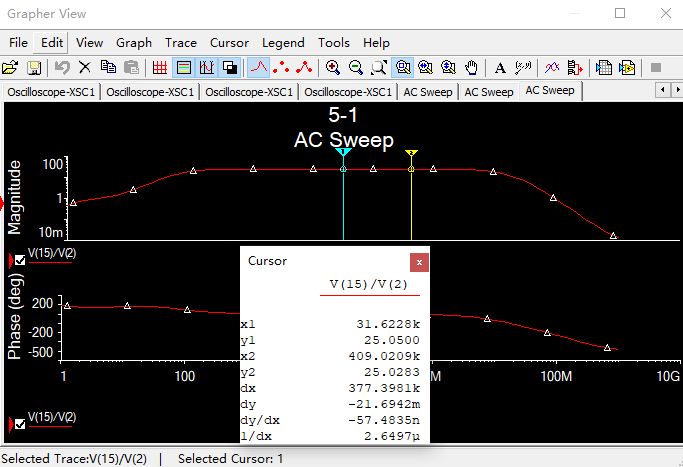 Grapher View
File Edit View Graph Trace Cursor Legend Tools Help
Oscilloscope-XSC1 Oscilloscope-XSC1 Oscilloscope-XSC1 Oscilloscope-XSC1 AC Sweep AC Sweep AC Sweep
5-1
AC Sweep
1 2
Magnitude
100
1
10m
V(15)/V(2)
Phase (deg)
200
-200
-500
1 100 M 100M 10G
V(15)/V(2)
Cursor
x
V(15)/V(2)
x1 31.6228k
y1 25.0500
x2 409.0209k
y2 25.0283
dx 377.3981k
dy -21.6942m
dy/dx -57.4835n
1/dx 2.6497µ
Selected Trace:V(15)/V(2) | Selected Cursor: 1